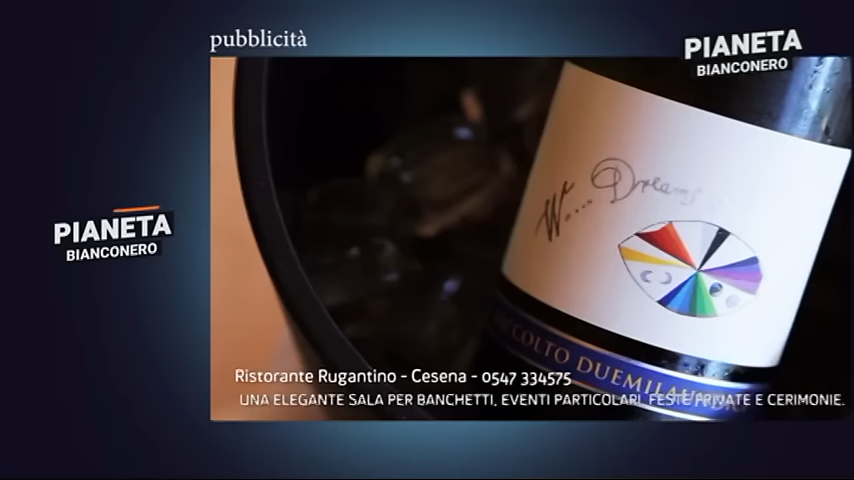 pubblicità
PIANETA
BIANCONERO
W.... Dreams
PIANETA
BIANCONERO
Ristorante Rugantino - Cesena - 0547 334575
UNA ELEGANTE SALA PER BANCHETTI, EVENTI PARTICOLARI, FESTE PRIVATE E CERIMONIE.